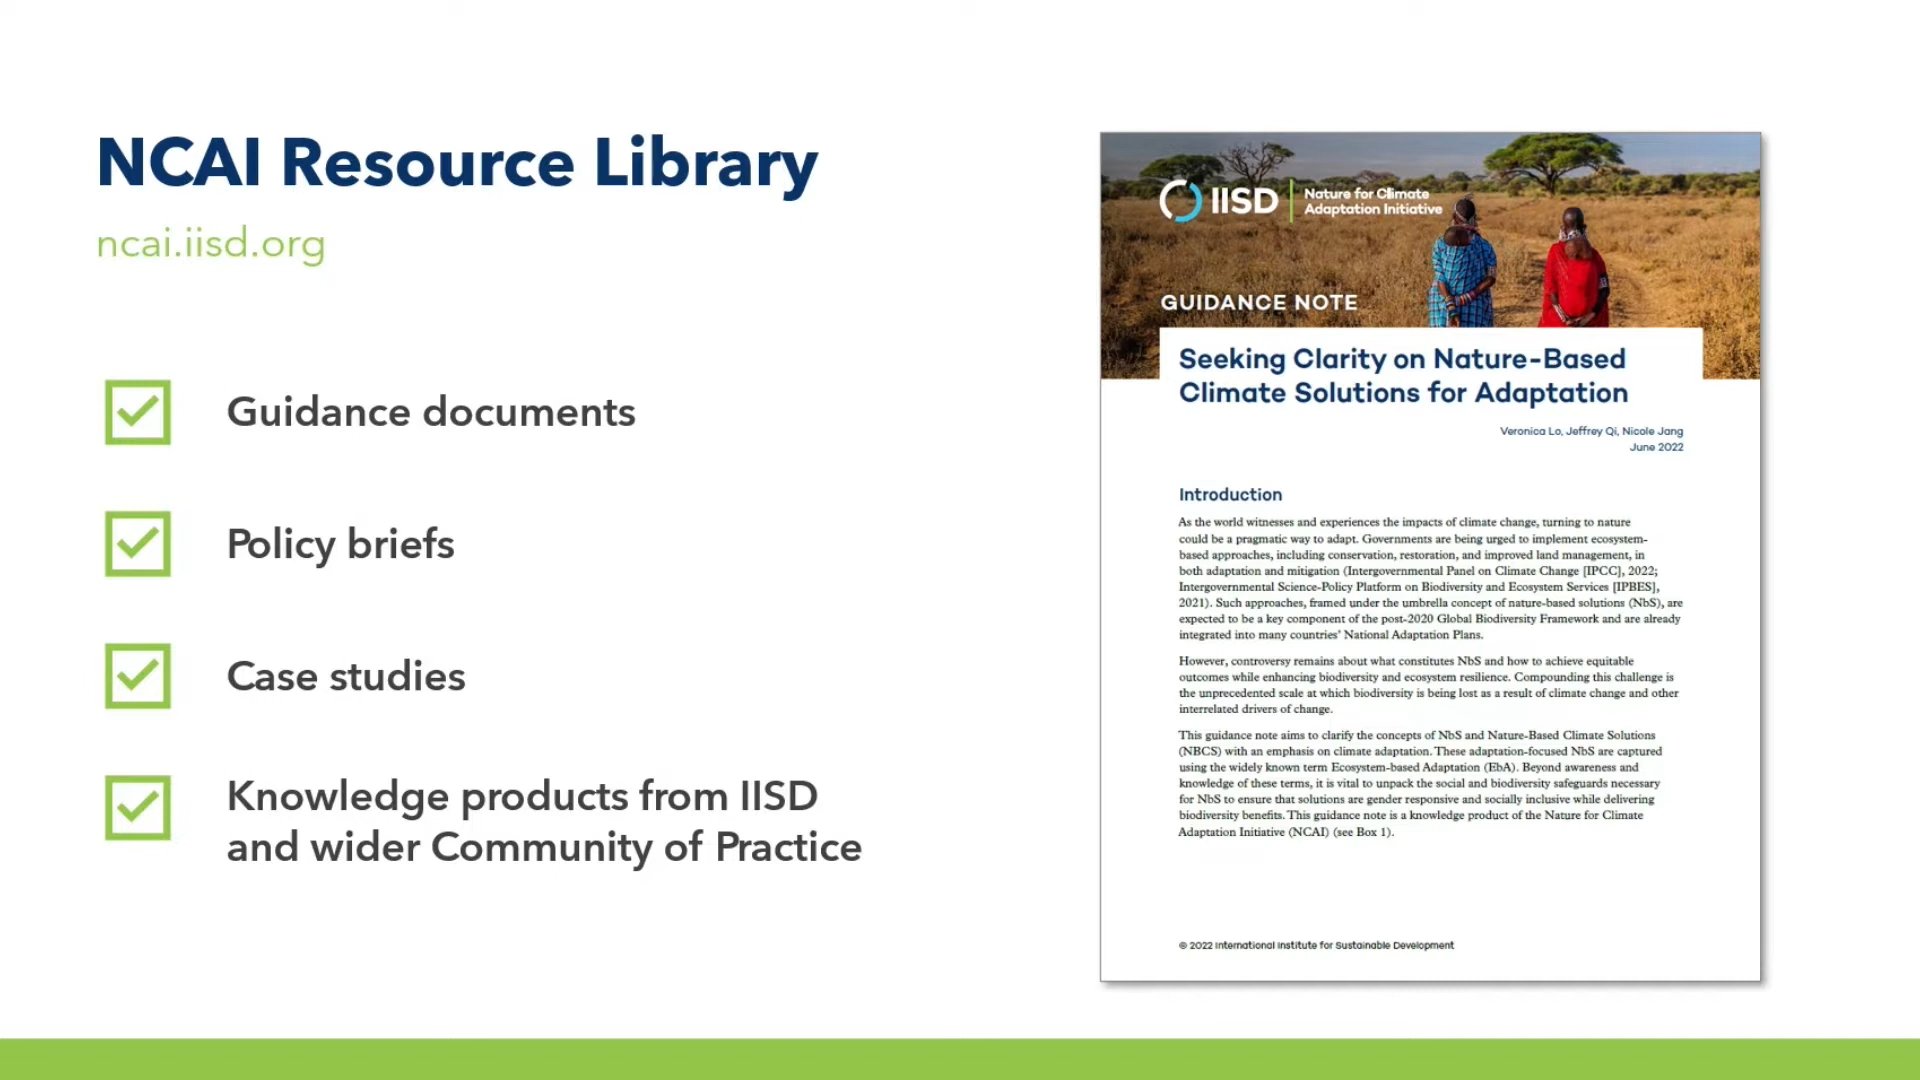 NCAI Resource Library
ncai.iisd.org
Guidance documents
Policy briefs
Case studies
Knowledge products from IISD
and wider Community of Practice
IISD
Nature for Climate
Adaptation Initiative
GUIDANCE NOTE
Seeking Clarity on Nature-Based
Climate Solutions for Adaptation
Veronica Lo, Jeffrey Qi, Nicole Jang
June 2022
Introduction
As the world witnesses and experiences the impacts of climate change, turning to nature
could be a pragmatic way to adapt. Governments are being urged to implement ecosystem-
based approaches, including conservation, restoration, and improved land management, in
both adaptation and mitigation (Intergovernmental Panel on Climate Change [IPCC], 2022;
Intergovernmental Science-Policy Platform on Biodiversity and Ecosystem Services [IPBES],
2021). Such approaches, framed under the umbrella concept of nature-based solutions (NbS), are
expected to be a key component of the post-2020 Global Biodiversity Framework and are already
integrated into many countries' National Adaptation Plans.
However, controversy remains about what constitutes NbS and how to achieve equitable
outcomes while enhancing biodiversity and ecosystem resilience. Compounding this challenge is
the unprecedented scale at which biodiversity is being lost as a result of climate change and other
interrelated drivers of change.
This guidance note aims to clarify the concepts of NbS and Nature-Based Climate Solutions
(NBCS) with an emphasis on climate adaptation. These adaptation-focused NbS are captured
using the widely known term Ecosystem-based Adaptation (EbA). Beyond awareness and
knowledge of these terms, it is vital to unpack the social and biodiversity safeguards necessary
for NbS to ensure that solutions are gender responsive and socially inclusive while delivering
biodiversity benefits. This guidance note is a knowledge product of the Nature for Climate
Adaptation Initiative (NCAI) (see Box 1).
© 2022 International Institute for Sustainable Development